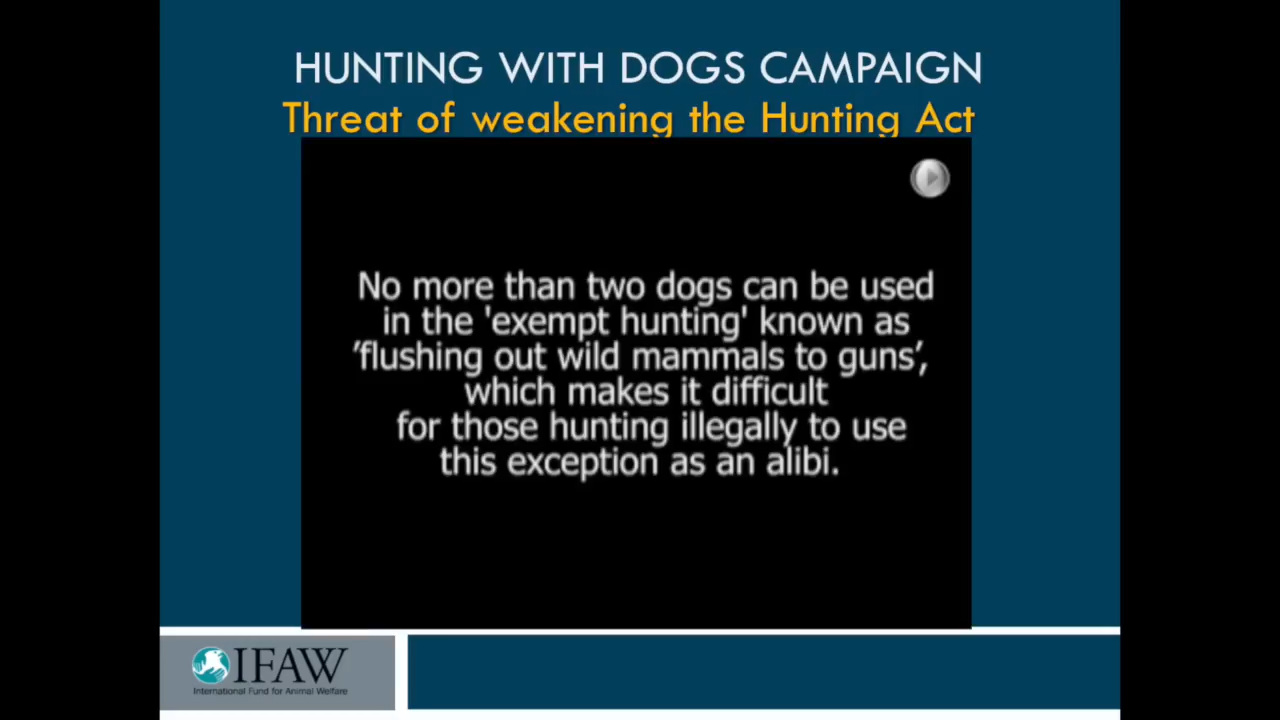 HUNTING WITH DOGS CAMPAIGN
Threat of weakening the Hunting Act
No more than two dogs can be used
in the 'exempt hunting' known as
'flushing out wild mammals to guns',
which makes it difficult
for those hunting illegally to use
this exception as an alibi.
IFAW
International Fund for Animal Welfare